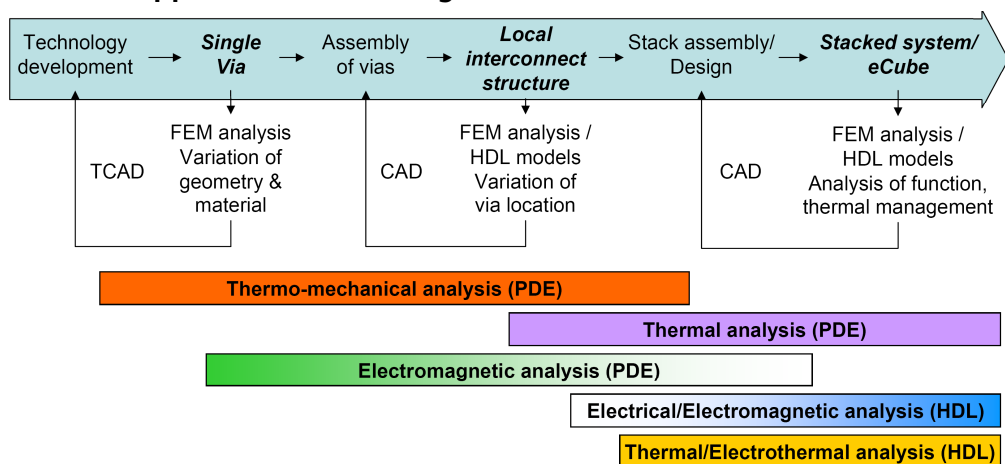 Technology
development
Single
Via
Assembly
of vias
Local
interconnect
structure
Stack assembly/
Design
Stacked system/
eCube
TCAD
FEM analysis
Variation of
geometry &
material
CAD
FEM analysis /
HDL models
Variation of
via location
CAD
FEM analysis /
HDL models
Analysis of function,
thermal management
Thermo-mechanical analysis (PDE)
Thermal analysis (PDE)
Electromagnetic analysis (PDE)
Electrical/Electromagnetic analysis (HDL)
Thermal/Electrothermal analysis (HDL)